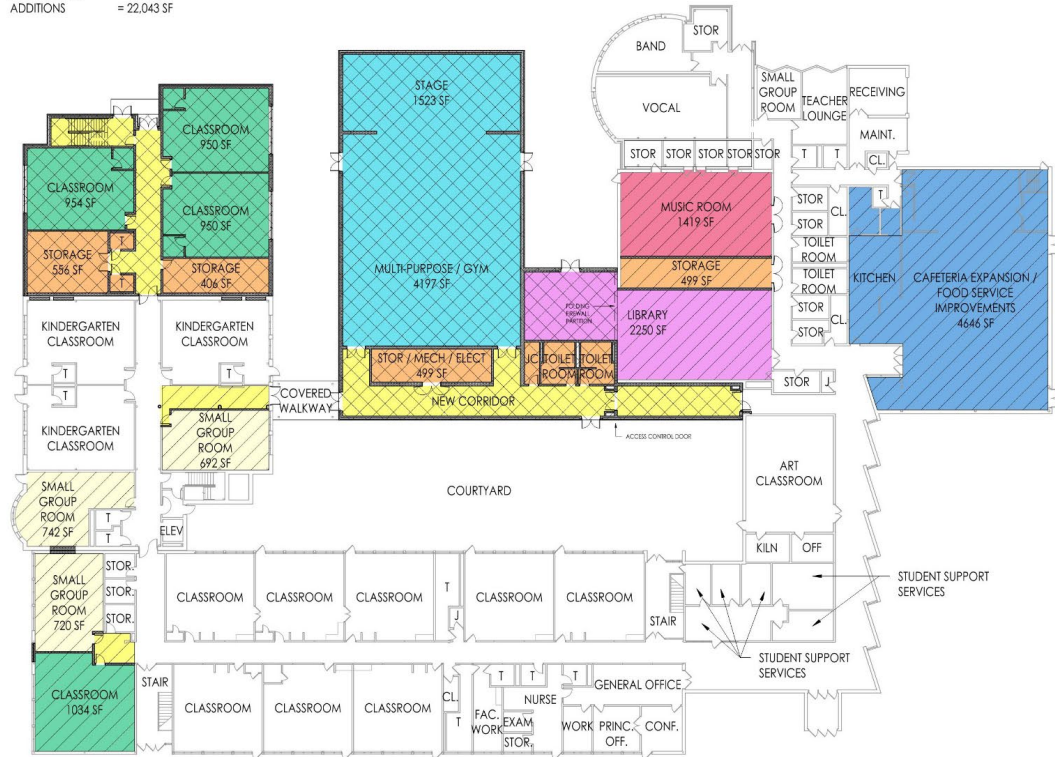 ADDITIONS = 22,043 SF
STOR
BAND
STAGE
1523 SF
SMALL
GROUP
ROOM
TEACHER
LOUNGE
RECEIVING
VOCAL
MAINT.
CLASSROOM
950 SF
STOR STOR STOR STOR STOR
T
T
CL.
CLASSROOM
954 SF
CLASSROOM
950 SF
MUSIC ROOM
1419 SF
STOR
CL.
T
STOR
T
STORAGE
556 SF
T
STORAGE
406 SF
MULTI-PURPOSE / GYM
4197 SF
STORAGE
499 SF
TOILET
ROOM
TOILET
ROOM
KITCHEN
CAFETERIA EXPANSION /
FOOD SERVICE
IMPROVEMENTS
4646 SF
FOLDING
FIREWALL
PARTITION
LIBRARY
2250 SF
STOR
CL.
STOR
KINDERGARTEN
CLASSROOM
KINDERGARTEN
CLASSROOM
T
T
STOR / MECH / ELECT
499 SF
JC
TOILET
ROOM
TOILET
ROOM
STOR
J
T
COVERED
WALKWAY
NEW CORRIDOR
KINDERGARTEN
CLASSROOM
SMALL
GROUP
ROOM
692 SF
ACCESS CONTROL DOOR
ART
CLASSROOM
SMALL
GROUP
ROOM
742 SF
COURTYARD
T
T
ELEV
KILN
OFF
SMALL
GROUP
ROOM
720 SF
STOR.
STOR.
STOR.
CLASSROOM
CLASSROOM
CLASSROOM
T
J
CLASSROOM
CLASSROOM
STAIR
STUDENT SUPPORT
SERVICES
STUDENT SUPPORT
SERVICES
CLASSROOM
1034 SF
STAIR
CLASSROOM
CLASSROOM
CLASSROOM
CL.
T
FAC.
WORK
T
T
NURSE
EXAM
STOR.
T
GENERAL OFFICE
WORK
PRINC.
OFF.
CONF.